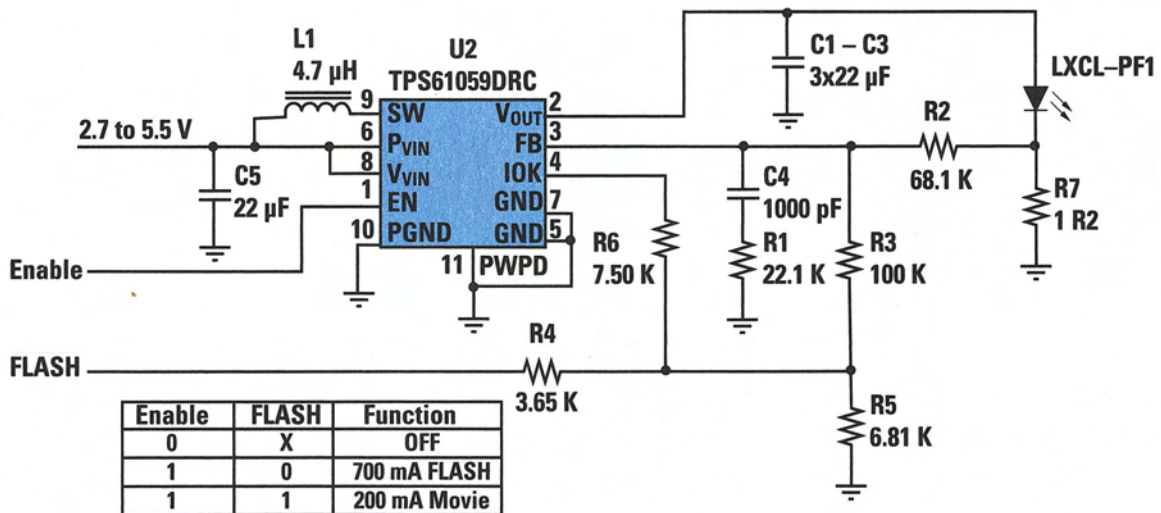 L1
4.7 µH
U2
TPS61059DRC
C1 – C3
3x22 µF
LXCL–PF1
2.7 to 5.5 V
9 SW
6 PVIN
8 VVIN
1 EN
10 PGND
11 PWPD
VOUT 2
FB 3
IOK 4
GND 7
GND 5
C5
22 µF
R2
68.1 K
C4
1000 pF
R1
22.1 K
R3
100 K
R7
1 R2
R6
7.50 K
Enable
FLASH
R4
3.65 K
R5
6.81 K
Enable FLASH Function
0 X OFF
1 0 700 mA FLASH
1 1 200 mA Movie